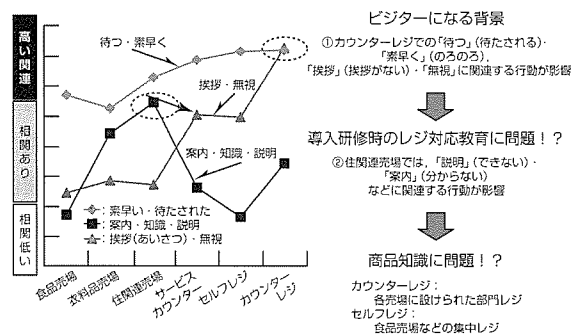 高い関連
相関あり
相関低い
待つ・素早く
挨拶・無視
案内・知識・説明
:素早い・待たされた
:案内・知識・説明
:挨拶(あいさつ)・無視
食品売場
衣料品売場
住関連売場
サービス
カウンター
セルフレジ
カウンター
レジ
ビジターになる背景
①カウンターレジでの「待つ」(待たされる)・
「素早く」(のろのろ),
「挨拶」(挨拶がない)・「無視」に関連する行動が影響
導入研修時のレジ対応教育に問題!?
②住関連売場では,「説明」(できない)・
「案内」(分からない)
などに関連する行動が影響
商品知識に問題!?
カウンターレジ:
各売場に設けられた部門レジ
セルフレジ:
食品売場などの集中レジ